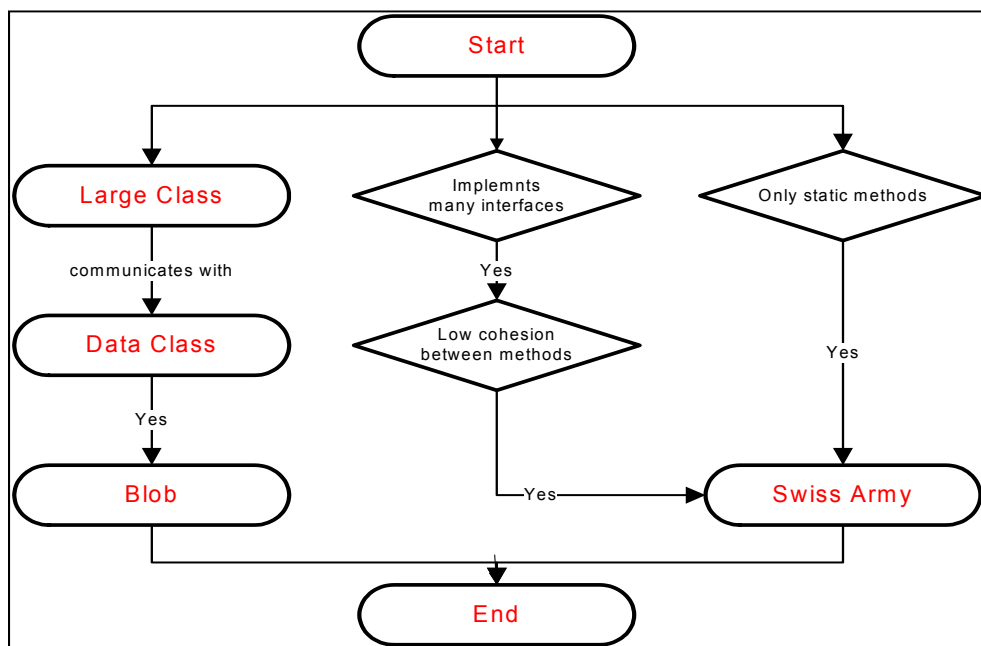 Start
Large Class
Implemnts
many interfaces
Only static methods
communicates with
Yes
Data Class
Low cohesion
between methods
Yes
Yes
Blob
Yes
Swiss Army
End